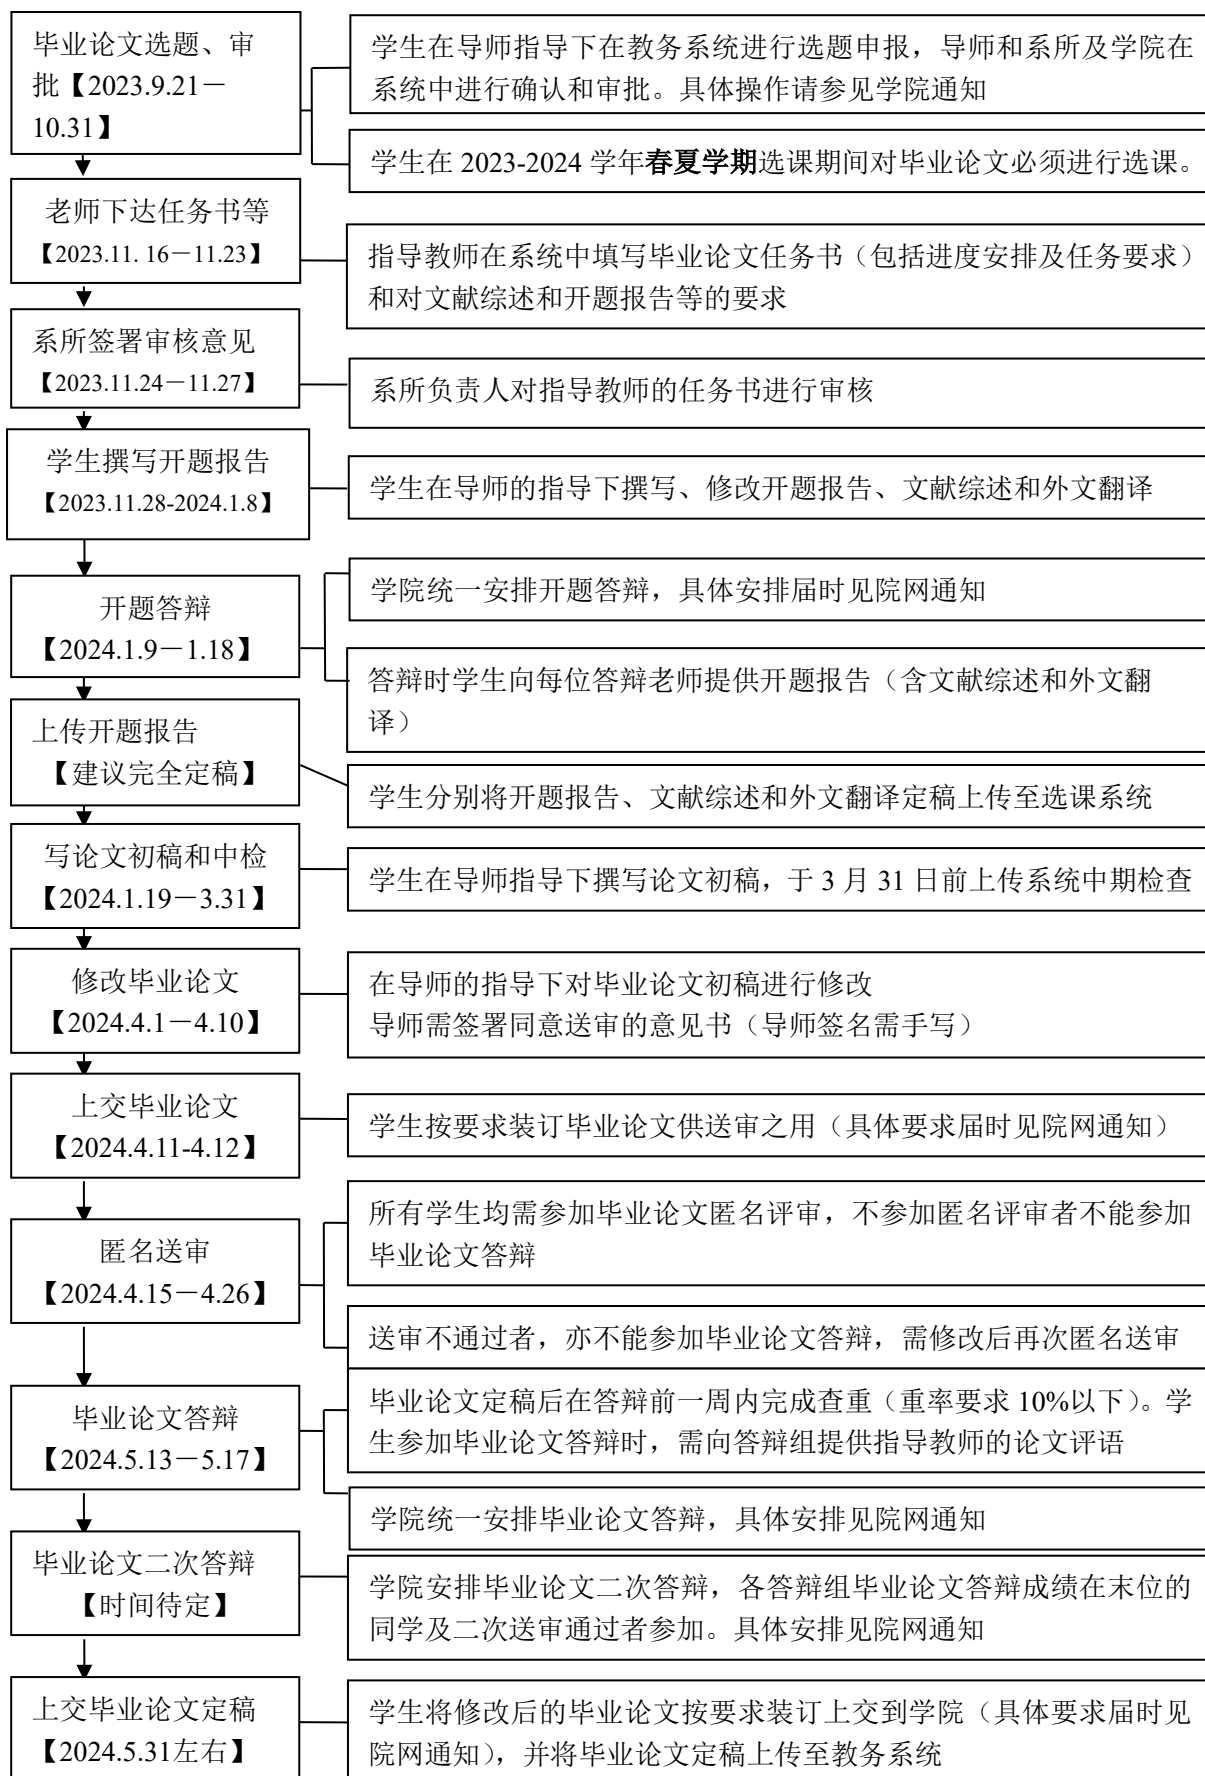 毕业论文选题、审
批【2023.9.21－
10.31】
学生在导师指导下在教务系统进行选题申报，导师和系所及学院在
系统中进行确认和审批。具体操作请参见学院通知
学生在 2023-2024 学年春夏学期选课期间对毕业论文必须进行选课。
老师下达任务书等
【2023.11. 16－11.23】
指导教师在系统中填写毕业论文任务书（包括进度安排及任务要求）
和对文献综述和开题报告等的要求
系所签署审核意见
【2023.11.24－11.27】
系所负责人对指导教师的任务书进行审核
学生撰写开题报告
【2023.11.28-2024.1.8】
学生在导师的指导下撰写、修改开题报告、文献综述和外文翻译
开题答辩
【2024.1.9－1.18】
学院统一安排开题答辩，具体安排届时见院网通知
答辩时学生向每位答辩老师提供开题报告（含文献综述和外文翻
译）
上传开题报告
【建议完全定稿】
学生分别将开题报告、文献综述和外文翻译定稿上传至选课系统
写论文初稿和中检
【2024.1.19－3.31】
学生在导师指导下撰写论文初稿，于 3 月 31 日前上传系统中期检查
修改毕业论文
【2024.4.1－4.10】
在导师的指导下对毕业论文初稿进行修改
导师需签署同意送审的意见书（导师签名需手写）
上交毕业论文
【2024.4.11-4.12】
学生按要求装订毕业论文供送审之用（具体要求届时见院网通知）
匿名送审
【2024.4.15－4.26】
所有学生均需参加毕业论文匿名评审，不参加匿名评审者不能参加
毕业论文答辩
送审不通过者，亦不能参加毕业论文答辩，需修改后再次匿名送审
毕业论文答辩
【2024.5.13－5.17】
毕业论文定稿后在答辩前一周内完成查重（重率要求 10%以下）。学
生参加毕业论文答辩时，需向答辩组提供指导教师的论文评语
学院统一安排毕业论文答辩，具体安排见院网通知
毕业论文二次答辩
【时间待定】
学院安排毕业论文二次答辩，各答辩组毕业论文答辩成绩在末位的
同学及二次送审通过者参加。具体安排见院网通知
上交毕业论文定稿
【2024.5.31左右】
学生将修改后的毕业论文按要求装订上交到学院（具体要求届时见
院网通知），并将毕业论文定稿上传至教务系统